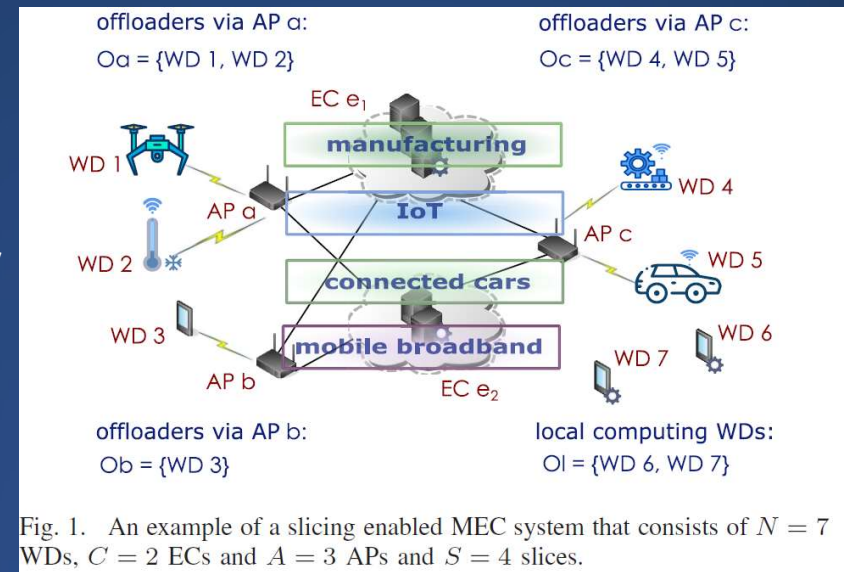 offloaders via AP a:
Oa = {WD 1, WD 2}
offloaders via AP c:
Oc = {WD 4, WD 5}
EC e₁
manufacturing
WD 1
WD 4
AP a
IoT
AP c
WD 2
WD 5
connected cars
WD 3
WD 6
mobile broadband
WD 7
AP b
EC e₂
offloaders via AP b:
Ob = {WD 3}
local computing WDs:
Ol = {WD 6, WD 7}
Fig. 1. An example of a slicing enabled MEC system that consists of N = 7
WDs, C = 2 ECs and A = 3 APs and S = 4 slices.